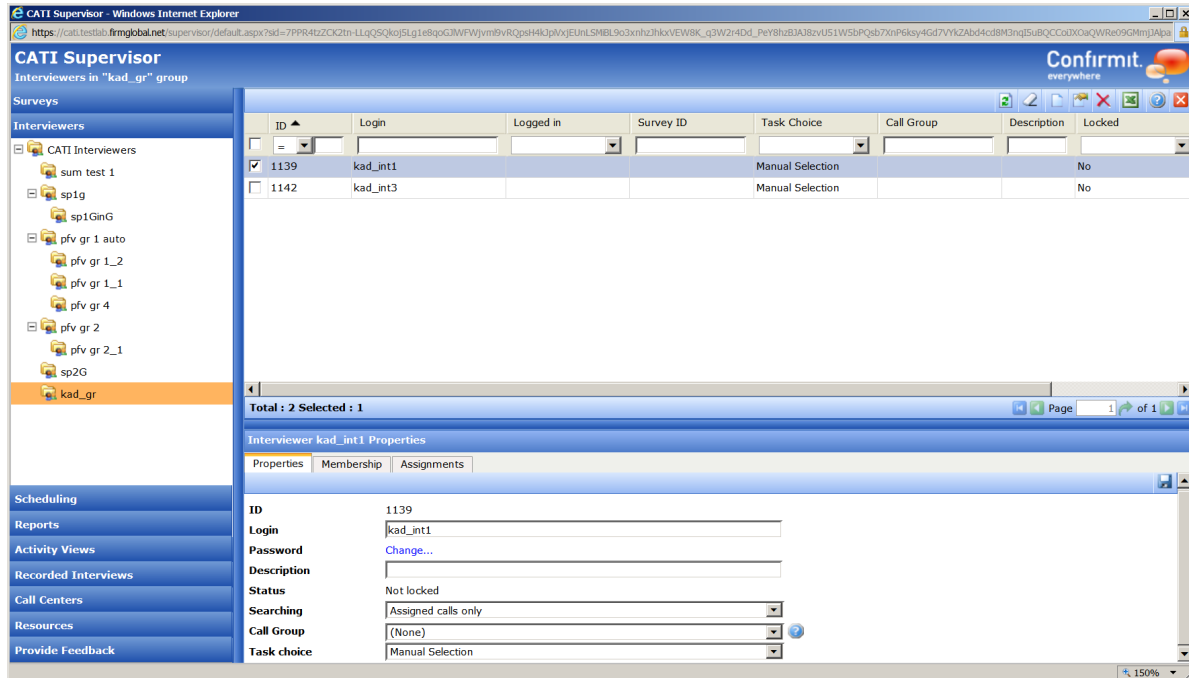 CATI Supervisor - Windows Internet Explorer
CATI Supervisor
Interviewers in "kad_gr" group
Confirmit.
everywhere
Surveys
Interviewers
CATI Interviewers
sum test 1
sp1g
sp1GinG
pfv gr 1 auto
pfv gr 1_2
pfv gr 1_1
pfv gr 4
pfv gr 2
pfv gr 2_1
sp2G
kad_gr
Scheduling
Reports
Activity Views
Recorded Interviews
Call Centers
Resources
Provide Feedback
ID Login Logged in Survey ID Task Choice Call Group Description Locked
=
1139 kad_int1 Manual Selection No
1142 kad_int3 Manual Selection No
Total : 2 Selected : 1
Page 1 of 1
Interviewer kad_int1 Properties
Properties Membership Assignments
ID 1139
Login kad_int1
Password Change...
Description
Status Not locked
Searching Assigned calls only
Call Group (None)
Task choice Manual Selection
150%